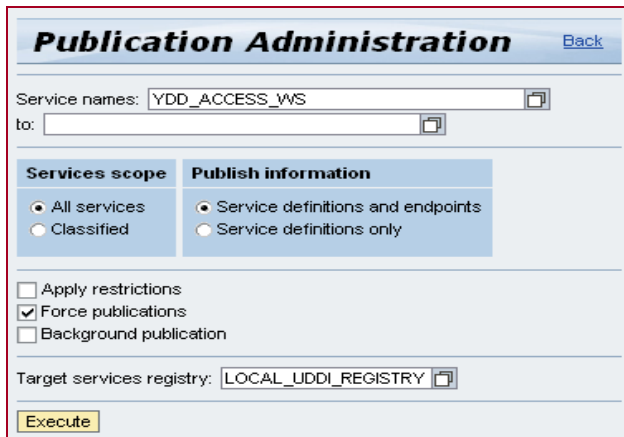 Publication Administration Back
Service names: YDD_ACCESS_WS
to:
Services scope Publish information
All services Service definitions and endpoints
Classified Service definitions only
Apply restrictions
Force publications
Background publication
Target services registry: LOCAL_UDDI_REGISTRY
Execute